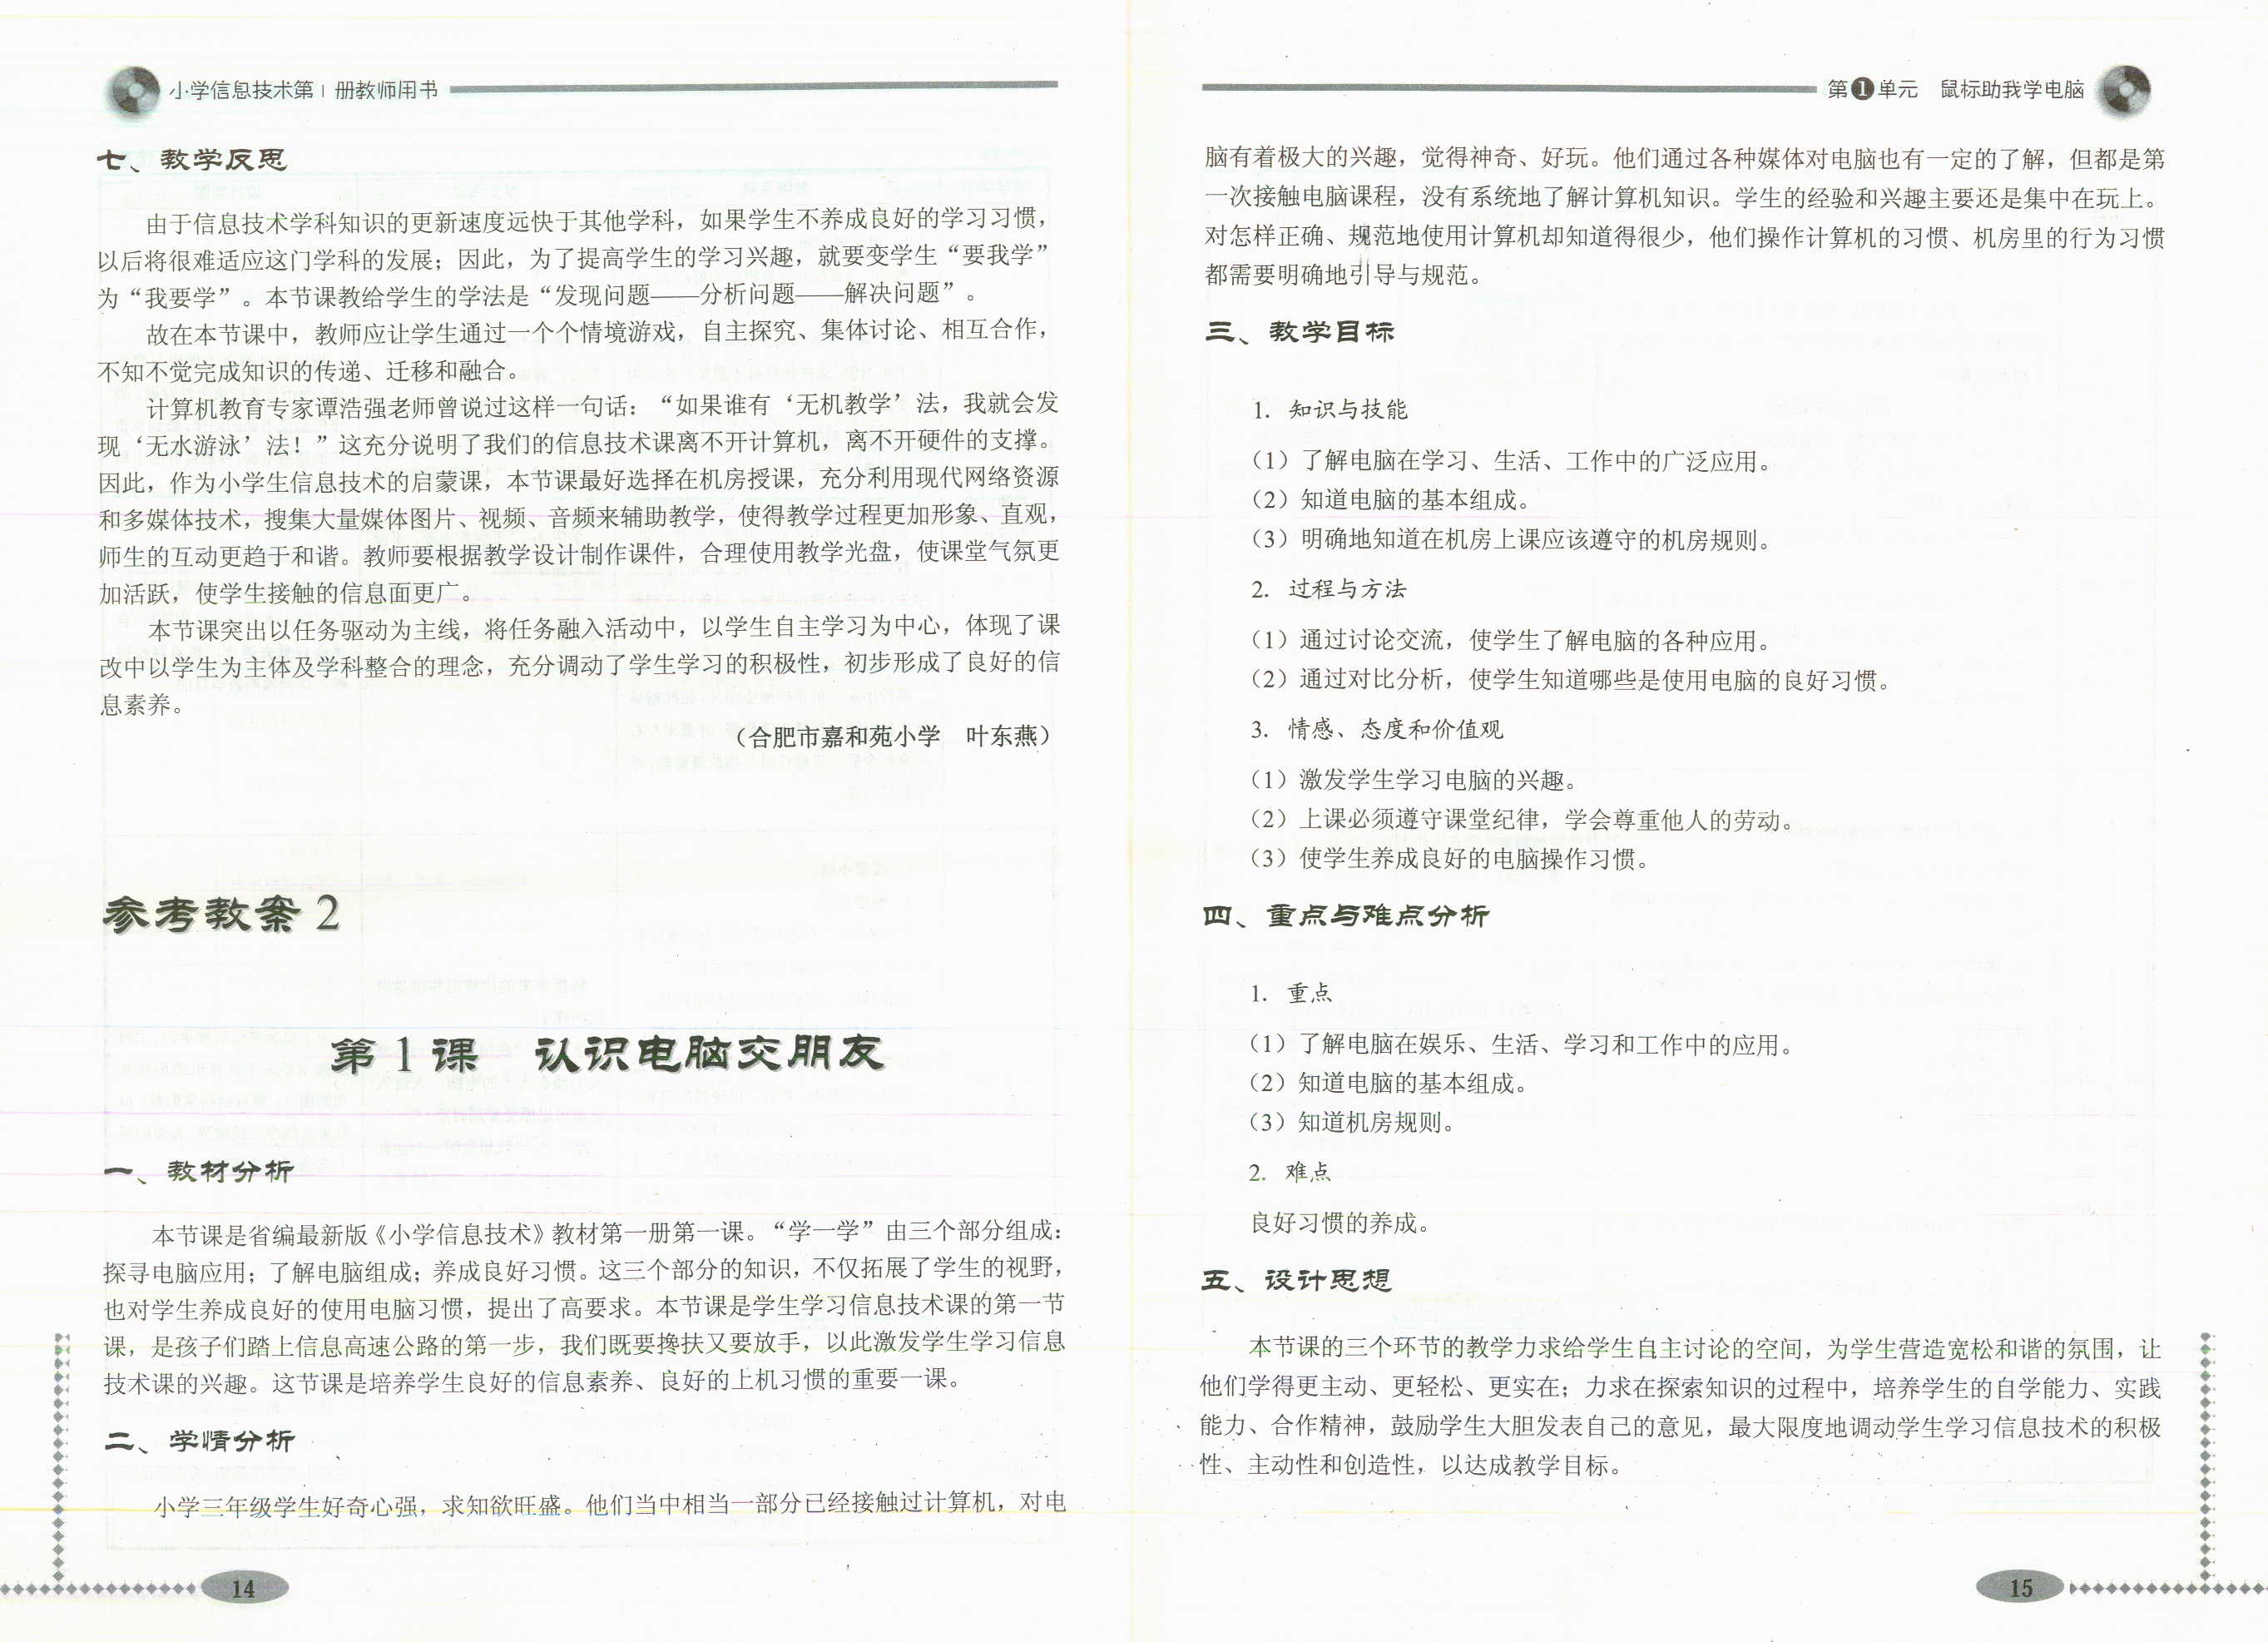 小学信息技术第1册教师用书
七、教学反思
由于信息技术学科知识的更新速度远快于其他学科，如果学生不养成良好的学习习惯，
以后将很难适应这门学科的发展；因此，为了提高学生的学习兴趣，就要变学生“要我学”
为“我要学”。本节课教给学生的学法是“发现问题——分析问题——解决问题”。
故在本节课中，教师应让学生通过一个个情境游戏，自主探究、集体讨论、相互合作，
不知不觉完成知识的传递、迁移和融合。
计算机教育专家谭浩强老师曾说过这样一句话：“如果谁有‘无机教学’法，我就会发
现‘无水游泳’法！”这充分说明了我们的信息技术课离不开计算机，离不开硬件的支撑。
因此，作为小学生信息技术的启蒙课，本节课最好选择在机房授课，充分利用现代网络资源
和多媒体技术，搜集大量媒体图片、视频、音频来辅助教学，使得教学过程更加形象、直观，
师生的互动更趋于和谐。教师要根据教学设计制作课件，合理使用教学光盘，使课堂气氛更
加活跃，使学生接触的信息面更广。
本节课突出以任务驱动为主线，将任务融入活动中，以学生自主学习为中心，体现了课
改中以学生为主体及学科整合的理念，充分调动了学生学习的积极性，初步形成了良好的信
息素养。
（合肥市嘉和苑小学　叶东燕）
参考教案 2
第 1 课　认识电脑交朋友
一、教材分析
本节课是省编最新版《小学信息技术》教材第一册第一课。“学一学”由三个部分组成：
探寻电脑应用；了解电脑组成；养成良好习惯。这三个部分的知识，不仅拓展了学生的视野，
也对学生养成良好的使用电脑习惯，提出了高要求。本节课是学生学习信息技术课的第一节
课，是孩子们踏上信息高速公路的第一步，我们既要搀扶又要放手，以此激发学生学习信息
技术课的兴趣。这节课是培养学生良好的信息素养、良好的上机习惯的重要一课。
二、学情分析
小学三年级学生好奇心强，求知欲旺盛。他们当中相当一部分已经接触过计算机，对电
14
第1单元　鼠标助我学电脑
脑有着极大的兴趣，觉得神奇、好玩。他们通过各种媒体对电脑也有一定的了解，但都是第
一次接触电脑课程，没有系统地了解计算机知识。学生的经验和兴趣主要还是集中在玩上。
对怎样正确、规范地使用计算机却知道得很少，他们操作计算机的习惯、机房里的行为习惯
都需要明确地引导与规范。
三、教学目标
1. 知识与技能
（1）了解电脑在学习、生活、工作中的广泛应用。
（2）知道电脑的基本组成。
（3）明确地知道在机房上课应该遵守的机房规则。
2. 过程与方法
（1）通过讨论交流，使学生了解电脑的各种应用。
（2）通过对比分析，使学生知道哪些是使用电脑的良好习惯。
3. 情感、态度和价值观
（1）激发学生学习电脑的兴趣。
（2）上课必须遵守课堂纪律，学会尊重他人的劳动。
（3）使学生养成良好的电脑操作习惯。
四、重点与难点分析
1. 重点
（1）了解电脑在娱乐、生活、学习和工作中的应用。
（2）知道电脑的基本组成。
（3）知道机房规则。
2. 难点
良好习惯的养成。
五、设计思想
本节课的三个环节的教学力求给学生自主讨论的空间，为学生营造宽松和谐的氛围，让
他们学得更主动、更轻松、更实在；力求在探索知识的过程中，培养学生的自学能力、实践
能力、合作精神，鼓励学生大胆发表自己的意见，最大限度地调动学生学习信息技术的积极
性、主动性和创造性，以达成教学目标。
15